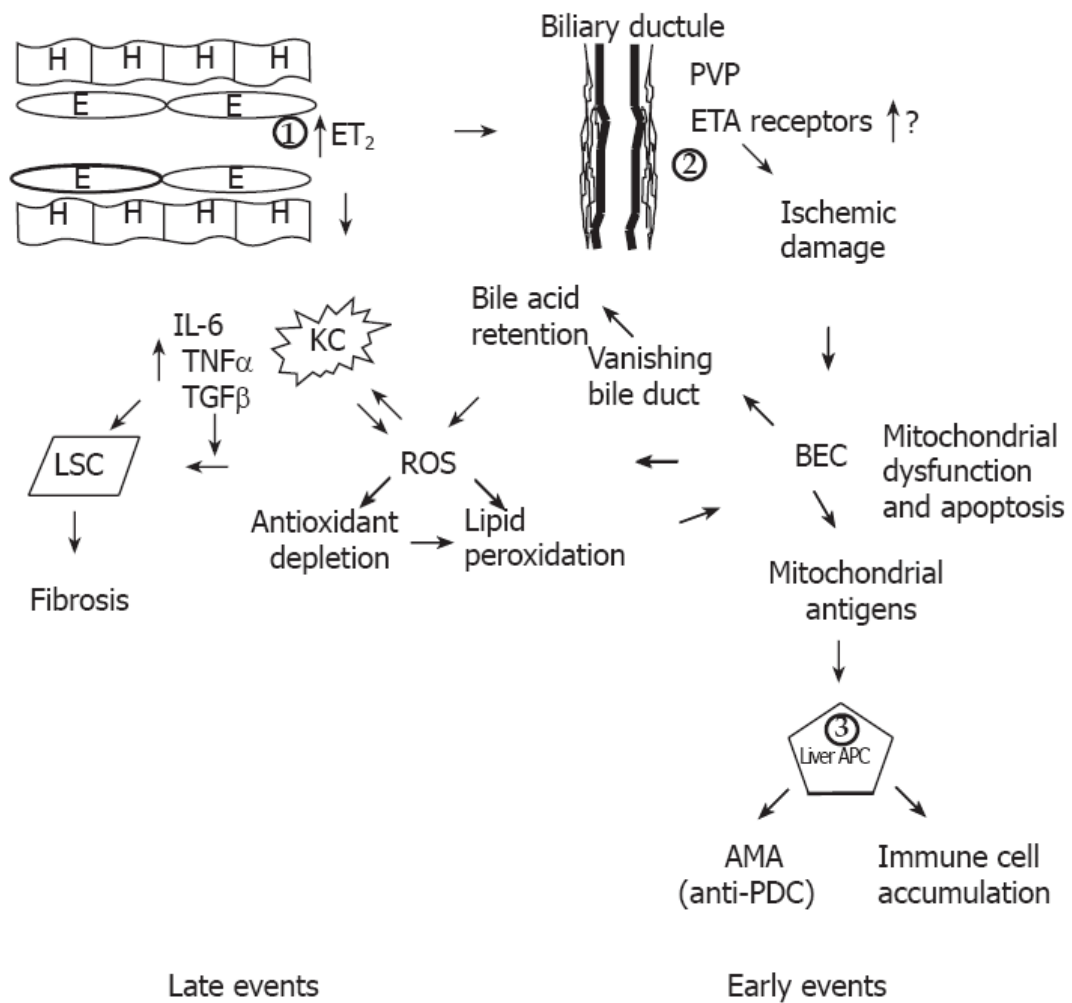 Biliary ductule
H H H H
PVP
E E
① ↑ ET₂
ETA receptors ↑?
②
E E
H H H H
Ischemic
damage
Bile acid
retention
IL-6
TNFα
TGFβ
KC
Vanishing
bile duct
LSC
ROS
BEC
Mitochondrial
dysfunction
and apoptosis
Antioxidant
depletion
Lipid
peroxidation
Fibrosis
Mitochondrial
antigens
③
Liver APC
AMA
(anti-PDC)
Immune cell
accumulation
Late events
Early events